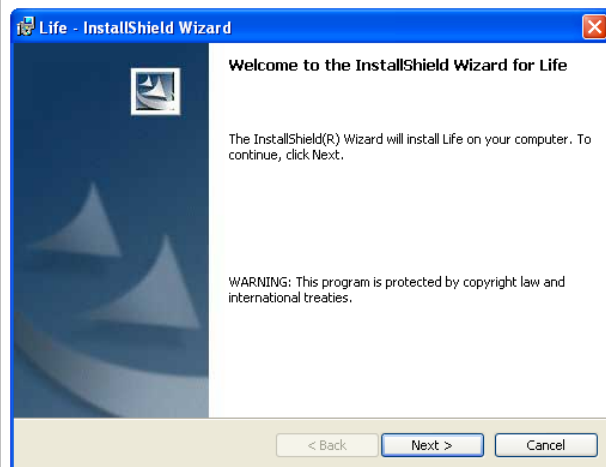 Life - InstallShield Wizard
Welcome to the InstallShield Wizard for Life
The InstallShield(R) Wizard will install Life on your computer. To
continue, click Next.
WARNING: This program is protected by copyright law and
international treaties.
< Back
Next >
Cancel